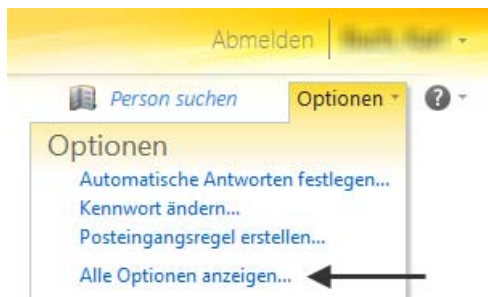 Abmelden
Person suchen Optionen
Optionen
Automatische Antworten festlegen...
Kennwort ändern...
Posteingangsregel erstellen...
Alle Optionen anzeigen...